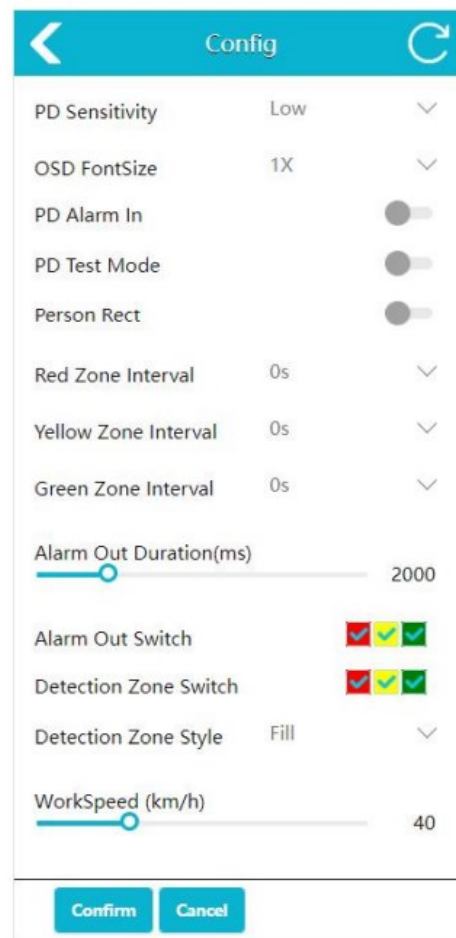 Config
PD Sensitivity Low
OSD FontSize 1X
PD Alarm In
PD Test Mode
Person Rect
Red Zone Interval 0s
Yellow Zone Interval 0s
Green Zone Interval 0s
Alarm Out Duration(ms)
2000
Alarm Out Switch
Detection Zone Switch
Detection Zone Style Fill
WorkSpeed (km/h)
40
Confirm Cancel